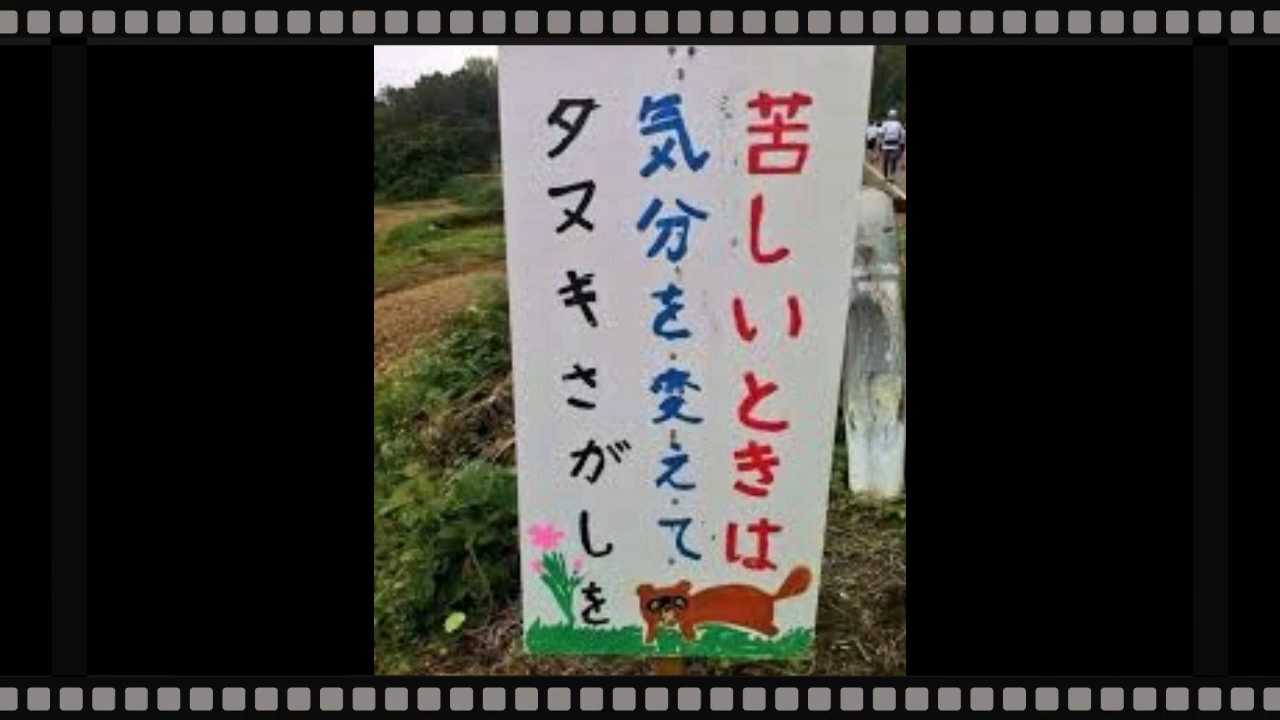 苦しいときは
気分を変えて
タヌキさがしを